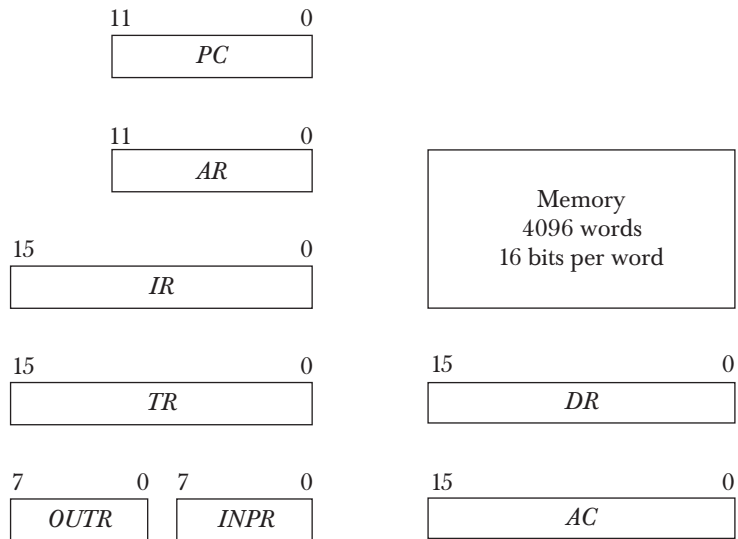 11 0
PC
11 0
AR
Memory
4096 words
16 bits per word
15 0
IR
15 0
TR
15 0
DR
7 0 7 0
OUTR INPR
15 0
AC